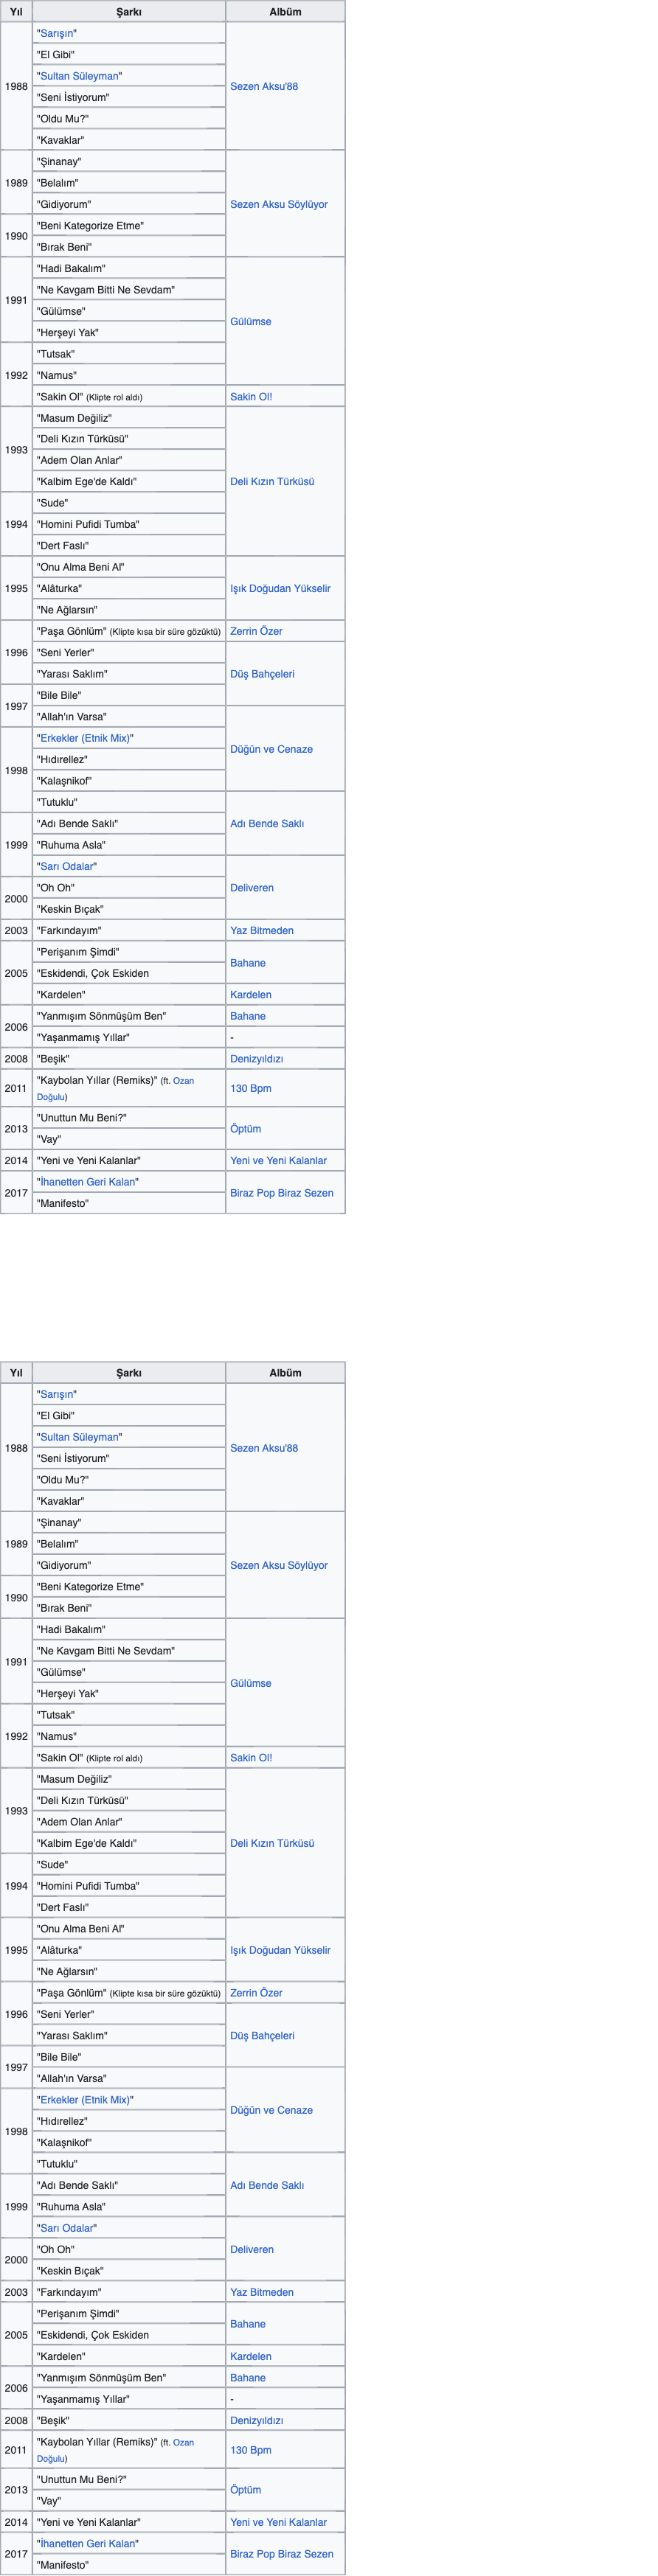 Yıl Şarkı Albüm
1988 "Sarışın" Sezen Aksu'88
"El Gibi"
"Sultan Süleyman"
"Seni İstiyorum"
"Oldu Mu?"
"Kavaklar"
1989 "Şinanay" Sezen Aksu Söylüyor
"Belalım"
"Gidiyorum"
1990 "Beni Kategorize Etme"
"Bırak Beni"
1991 "Hadi Bakalım" Gülümse
"Ne Kavgam Bitti Ne Sevdam"
"Gülümse"
"Herşeyi Yak"
1992 "Tutsak"
"Namus"
"Sakin Ol" (Klipte rol aldı) Sakin Ol!
1993 "Masum Değiliz" Deli Kızın Türküsü
"Deli Kızın Türküsü"
"Adem Olan Anlar"
"Kalbim Ege'de Kaldı"
1994 "Sude"
"Homini Pufidi Tumba"
"Dert Faslı"
1995 "Onu Alma Beni Al" Işık Doğudan Yükselir
"Alâturka"
"Ne Ağlarsın"
1996 "Paşa Gönlüm" (Klipte kısa bir süre gözüktü) Zerrin Özer
"Seni Yerler" Düş Bahçeleri
"Yarası Saklım"
1997 "Bile Bile"
"Allah'ın Varsa" Düğün ve Cenaze
1998 "Erkekler (Etnik Mix)"
"Hıdırellez"
"Kalaşnikof"
"Tutuklu" Adı Bende Saklı
1999 "Adı Bende Saklı"
"Ruhuma Asla"
"Sarı Odalar" Deliveren
2000 "Oh Oh"
"Keskin Bıçak"
2003 "Farkındayım" Yaz Bitmeden
2005 "Perişanım Şimdi" Bahane
"Eskidendi, Çok Eskiden
"Kardelen" Kardelen
2006 "Yanmışım Sönmüşüm Ben" Bahane
"Yaşanmamış Yıllar" -
2008 "Beşik" Denizyıldızı
2011 "Kaybolan Yıllar (Remiks)" (ft. Ozan 130 Bpm
Doğulu)
2013 "Unuttun Mu Beni?" Öptüm
"Vay"
2014 "Yeni ve Yeni Kalanlar" Yeni ve Yeni Kalanlar
2017 "İhanetten Geri Kalan" Biraz Pop Biraz Sezen
"Manifesto"
Yıl Şarkı Albüm
1988 "Sarışın" Sezen Aksu'88
"El Gibi"
"Sultan Süleyman"
"Seni İstiyorum"
"Oldu Mu?"
"Kavaklar"
1989 "Şinanay" Sezen Aksu Söylüyor
"Belalım"
"Gidiyorum"
1990 "Beni Kategorize Etme"
"Bırak Beni"
1991 "Hadi Bakalım" Gülümse
"Ne Kavgam Bitti Ne Sevdam"
"Gülümse"
"Herşeyi Yak"
1992 "Tutsak"
"Namus"
"Sakin Ol" (Klipte rol aldı) Sakin Ol!
1993 "Masum Değiliz" Deli Kızın Türküsü
"Deli Kızın Türküsü"
"Adem Olan Anlar"
"Kalbim Ege'de Kaldı"
1994 "Sude"
"Homini Pufidi Tumba"
"Dert Faslı"
1995 "Onu Alma Beni Al" Işık Doğudan Yükselir
"Alâturka"
"Ne Ağlarsın"
1996 "Paşa Gönlüm" (Klipte kısa bir süre gözüktü) Zerrin Özer
"Seni Yerler" Düş Bahçeleri
"Yarası Saklım"
1997 "Bile Bile"
"Allah'ın Varsa" Düğün ve Cenaze
1998 "Erkekler (Etnik Mix)"
"Hıdırellez"
"Kalaşnikof"
"Tutuklu" Adı Bende Saklı
1999 "Adı Bende Saklı"
"Ruhuma Asla"
"Sarı Odalar" Deliveren
2000 "Oh Oh"
"Keskin Bıçak"
2003 "Farkındayım" Yaz Bitmeden
2005 "Perişanım Şimdi" Bahane
"Eskidendi, Çok Eskiden
"Kardelen" Kardelen
2006 "Yanmışım Sönmüşüm Ben" Bahane
"Yaşanmamış Yıllar" -
2008 "Beşik" Denizyıldızı
2011 "Kaybolan Yıllar (Remiks)" (ft. Ozan 130 Bpm
Doğulu)
2013 "Unuttun Mu Beni?" Öptüm
"Vay"
2014 "Yeni ve Yeni Kalanlar" Yeni ve Yeni Kalanlar
2017 "İhanetten Geri Kalan" Biraz Pop Biraz Sezen
"Manifesto"